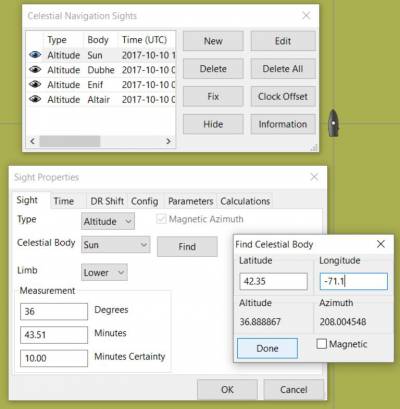 Celestial Navigation Sights
Type Body Time (UTC)
Altitude Sun 2017-10-10 1
Altitude Dubhe 2017-10-10 0
Altitude Enif 2017-10-10 0
Altitude Altair 2017-10-10 0
New Edit
Delete Delete All
Fix Clock Offset
Hide Information
Sight Properties
Sight Time DR Shift Config Parameters Calculations
Type Altitude Magnetic Azimuth
Celestial Body Sun Find
Limb Lower
Measurement
36 Degrees
43.51 Minutes
10.00 Minutes Certainty
OK Cancel
Find Celestial Body
Latitude Longitude
42.35 -71.1
Altitude Azimuth
36.888867 208.004548
Done Magnetic